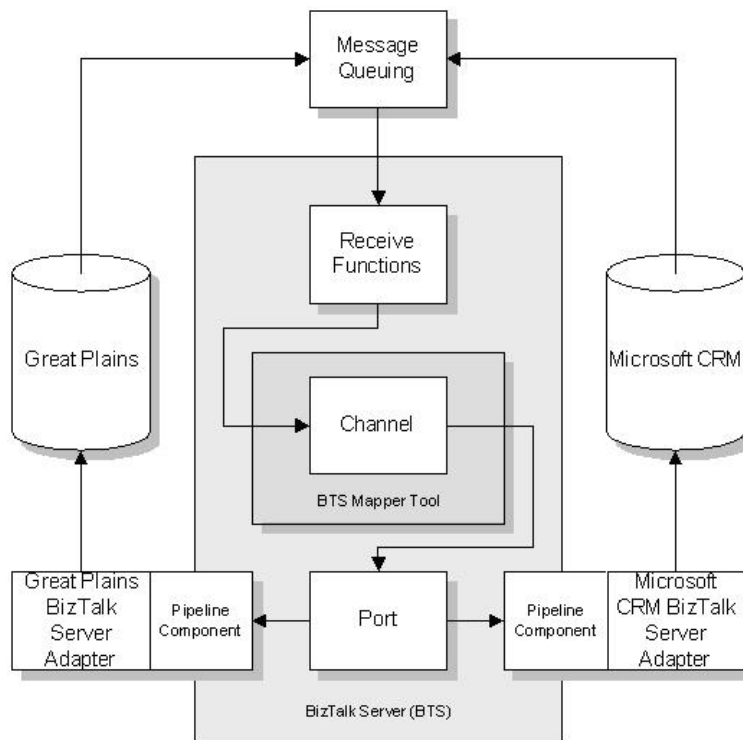 Message
Queuing
Receive
Functions
Great Plains
Microsoft CRM
Channel
BTS Mapper Tool
Great Plains
BizTalk
Server
Adapter
Pipeline
Component
Port
Pipeline
Component
Microsoft
CRM BizTalk
Server
Adapter
BizTalk Server (BTS)